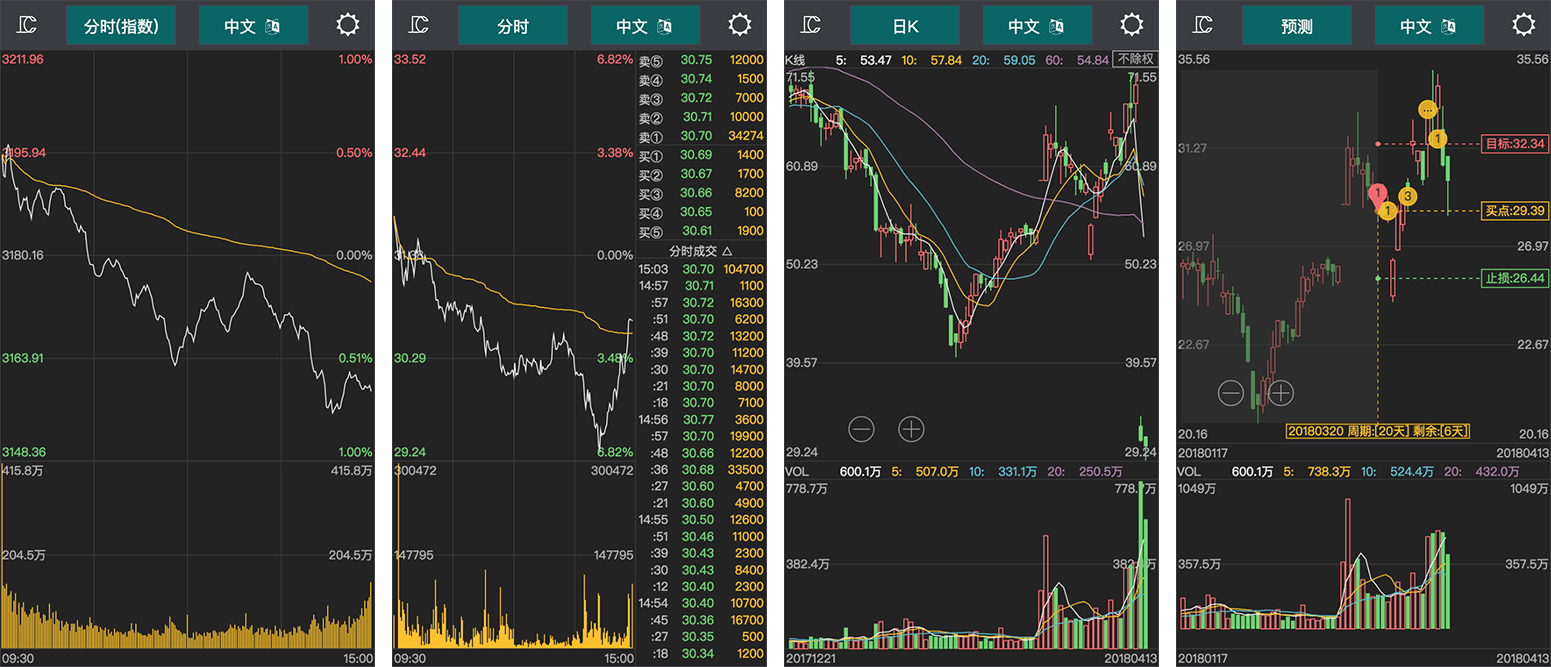 分时(指数) 中文
3211.96 1.00%
3195.94 0.50%
3180.16 0.00%
3163.91 0.51%
3148.36 1.00%
415.8万 415.8万
204.5万 204.5万
09:30 15:00
分时 中文
33.52 6.82%
32.44 3.38%
0.00%
30.29 3.48%
29.24 6.82%
300472 300472
147795 147795
09:30 15:00
卖⑤ 30.75 12000
卖④ 30.74 1500
卖③ 30.72 7000
卖② 30.71 10000
卖① 30.70 34274
买① 30.69 1400
买② 30.67 1700
买③ 30.66 8200
买④ 30.65 100
买⑤ 30.61 1900
分时成交 △
15:03 30.70 104700
14:57 30.71 1100
:57 30.72 16300
:51 30.70 6200
:48 30.72 13200
:39 30.70 11200
:30 30.70 14700
:21 30.70 8000
:18 30.70 7100
14:56 30.77 3600
:57 30.70 19900
:48 30.66 12200
:36 30.68 33500
:27 30.60 4700
:21 30.60 4900
14:55 30.50 12600
:51 30.46 11000
:39 30.43 2300
:30 30.43 8400
:12 30.40 2300
14:54 30.40 10700
:45 30.36 16700
:27 30.35 500
:18 30.34 1200
日K 中文
K线 5: 53.47 10: 57.84 20: 59.05 60: 54.84 不除权
71.55 71.55
60.89 60.89
50.23 50.23
39.57 39.57
29.24 29.24
VOL 600.1万 5: 507.0万 10: 331.1万 20: 250.5万
778.7万 778.7万
382.4万 382.4万
20171221 20180413
预测 中文
35.56 35.56
目标:32.34
31.27
买点:29.39
26.97 26.97
止损:26.44
22.67 22.67
... 1 1 1 3
20180320 周期:[20天] 剩余:[6天]
20.16 20.16
20180117 20180413
VOL 600.1万 5: 738.3万 10: 524.4万 20: 432.0万
1049万 1049万
357.5万 357.5万
20180117 20180413